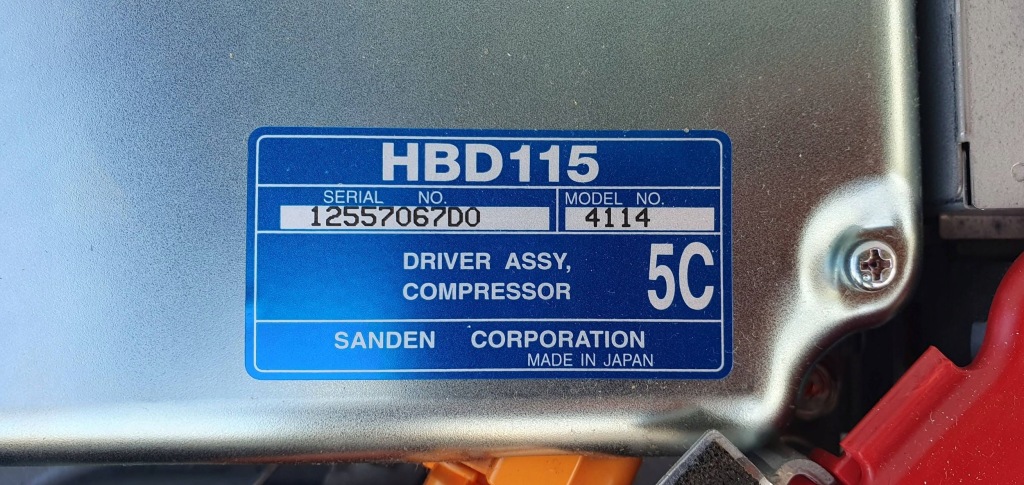 HBD115
SERIAL NO. MODEL NO.
12557067D0 4114
DRIVER ASSY,
COMPRESSOR
5C
SANDEN CORPORATION
MADE IN JAPAN